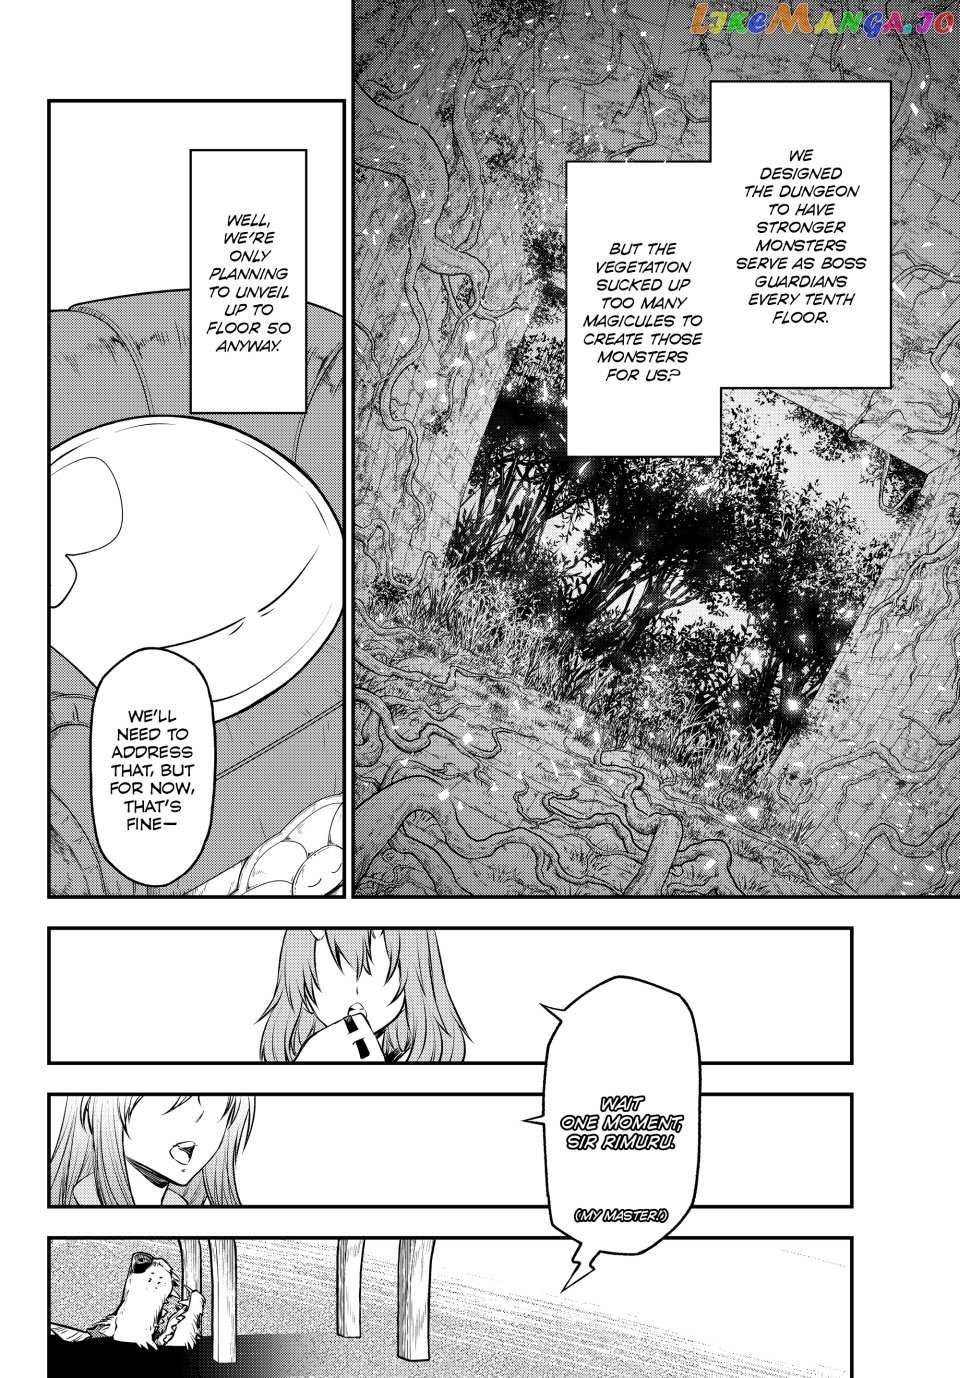 LIKEMANGA.IO
WE
DESIGNED
THE DUNGEON
TO HAVE
STRONGER
MONSTERS
SERVE AS BOSS
GUARDIANS
EVERY TENTH
FLOOR.
BUT THE
VEGETATION
SUCKED UP
TOO MANY
MAGICULES TO
CREATE THOSE
MONSTERS
FOR US?
WELL,
WE'RE
ONLY
PLANNING
TO UNVEIL
UP TO
FLOOR 50
ANYWAY.
WE'LL
NEED TO
ADDRESS
THAT, BUT
FOR NOW,
THAT'S
FINE—
WAIT
ONE MOMENT,
SIR RIMURU.
(MY MASTER!)